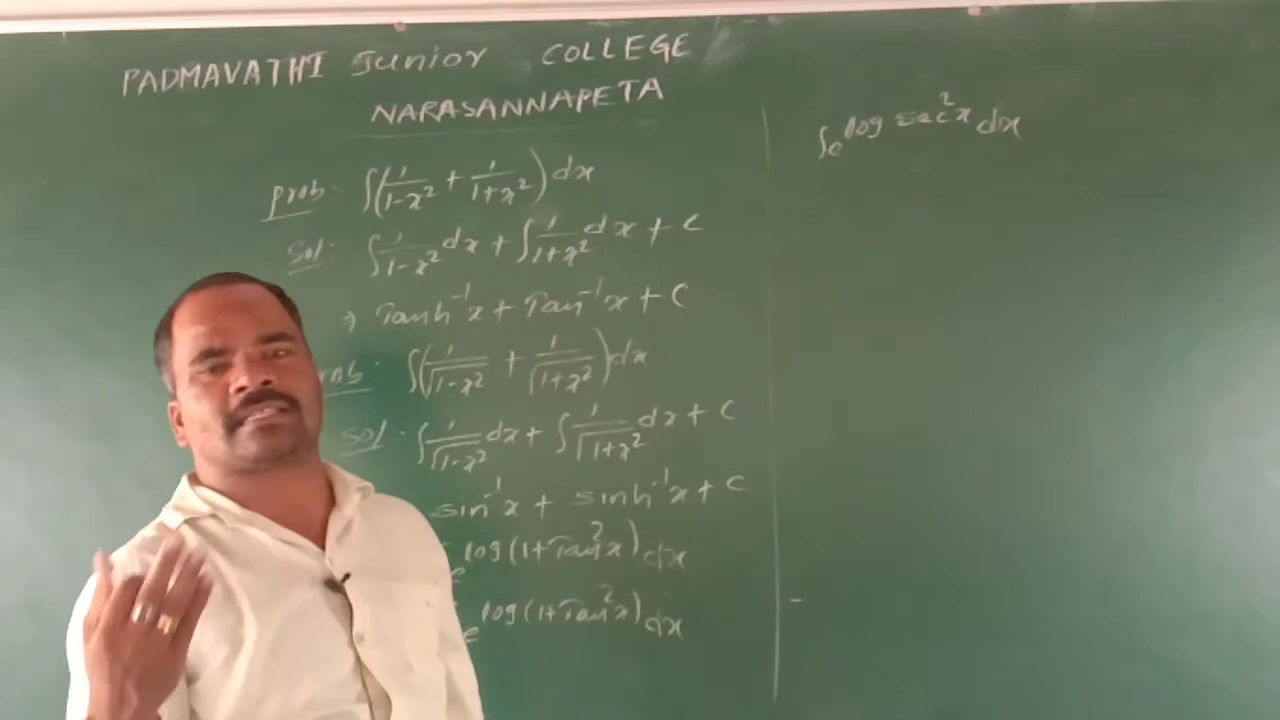 PADMAVATHI Junior COLLEGE
NARASANNAPETA
prob: ∫(1/(1-x²) + 1/(1+x²)) dx
Sol: ∫ 1/(1-x²) dx + ∫ 1/(1+x²) dx + C
⇒ Tanh⁻¹x + Tan⁻¹x + C
rob: ∫(1/√(1-x²) + 1/√(1+x²)) dx
sol. ∫ 1/√(1-x²) dx + ∫ 1/√(1+x²) dx + C
sin⁻¹x + sinh⁻¹x + C
e^log(1+Tan²x) dx
e^log(1+Tan²x) dx
∫e^log sec²x dx